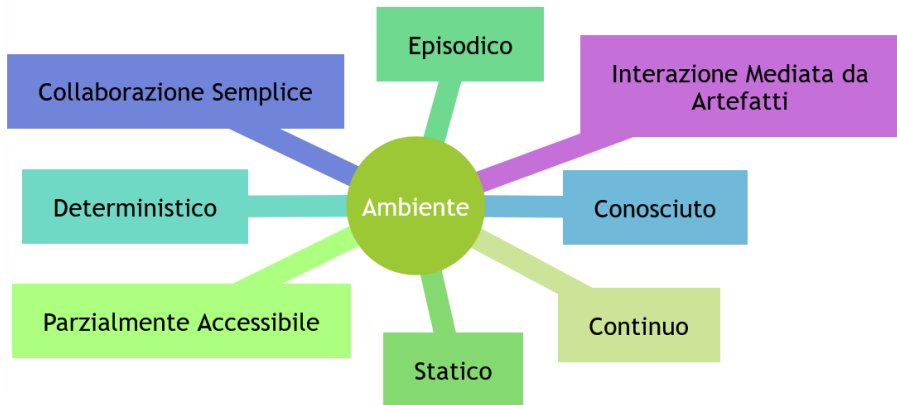 Episodico
Collaborazione Semplice
Interazione Mediata da
Artefatti
Deterministico
Ambiente
Conosciuto
Parzialmente Accessibile
Continuo
Statico